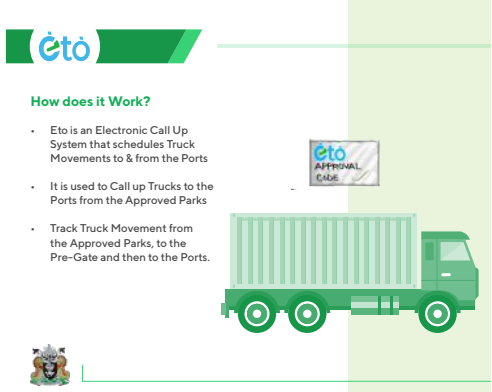 ètò
How does it Work?
• Eto is an Electronic Call Up
System that schedules Truck
Movements to & from the Ports
• It is used to Call up Trucks to the
Ports from the Approved Parks
• Track Truck Movement from
the Approved Parks, to the
Pre-Gate and then to the Ports.
ètò
APPROVAL
CODE